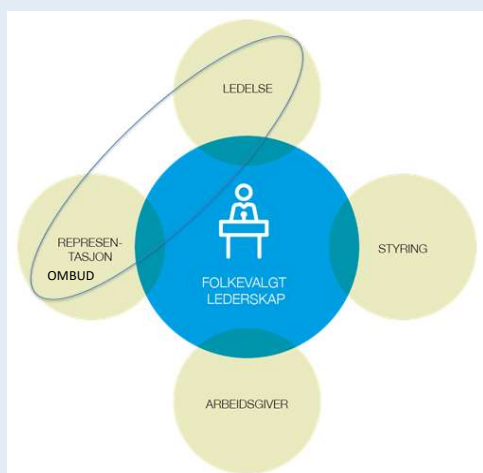 LEDELSE
REPRESEN-
TASJON
OMBUD
FOLKEVALGT
LEDERSKAP
STYRING
ARBEIDSGIVER